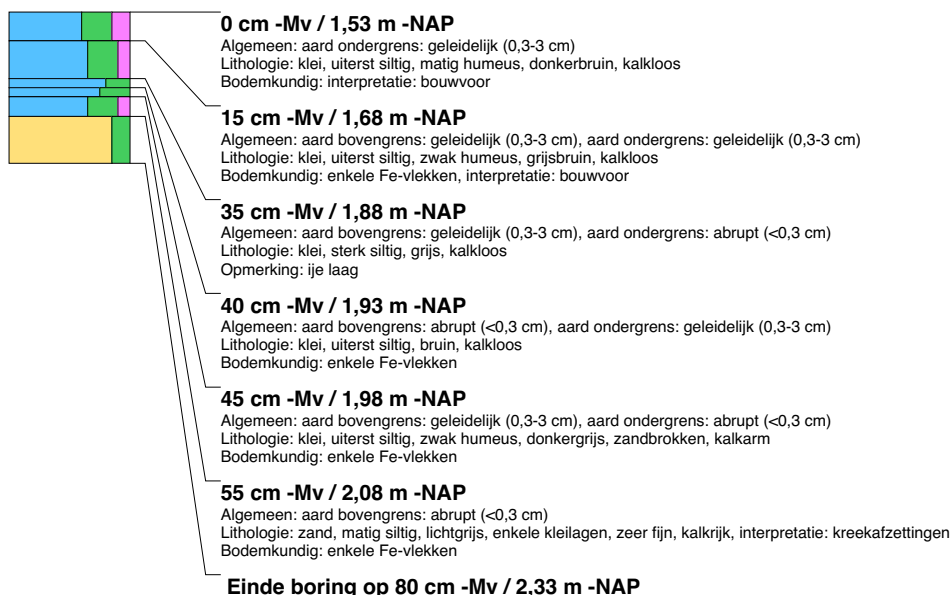 0 cm -Mv / 1,53 m -NAP
Algemeen: aard ondergrens: geleidelijk (0,3-3 cm)
Lithologie: klei, uiterst siltig, matig humeus, donkerbruin, kalkloos
Bodemkundig: interpretatie: bouwvoor
15 cm -Mv / 1,68 m -NAP
Algemeen: aard bovengrens: geleidelijk (0,3-3 cm), aard ondergrens: geleidelijk (0,3-3 cm)
Lithologie: klei, uiterst siltig, zwak humeus, grijsbruin, kalkloos
Bodemkundig: enkele Fe-vlekken, interpretatie: bouwvoor
35 cm -Mv / 1,88 m -NAP
Algemeen: aard bovengrens: geleidelijk (0,3-3 cm), aard ondergrens: abrupt (<0,3 cm)
Lithologie: klei, sterk siltig, grijs, kalkloos
Opmerking: ije laag
40 cm -Mv / 1,93 m -NAP
Algemeen: aard bovengrens: abrupt (<0,3 cm), aard ondergrens: geleidelijk (0,3-3 cm)
Lithologie: klei, uiterst siltig, bruin, kalkloos
Bodemkundig: enkele Fe-vlekken
45 cm -Mv / 1,98 m -NAP
Algemeen: aard bovengrens: geleidelijk (0,3-3 cm), aard ondergrens: abrupt (<0,3 cm)
Lithologie: klei, uiterst siltig, zwak humeus, donkergrijs, zandbrokken, kalkarm
Bodemkundig: enkele Fe-vlekken
55 cm -Mv / 2,08 m -NAP
Algemeen: aard bovengrens: abrupt (<0,3 cm)
Lithologie: zand, matig siltig, lichtgrijs, enkele kleilagen, zeer fijn, kalkrijk, interpretatie: kreekafzettingen
Bodemkundig: enkele Fe-vlekken
Einde boring op 80 cm -Mv / 2,33 m -NAP